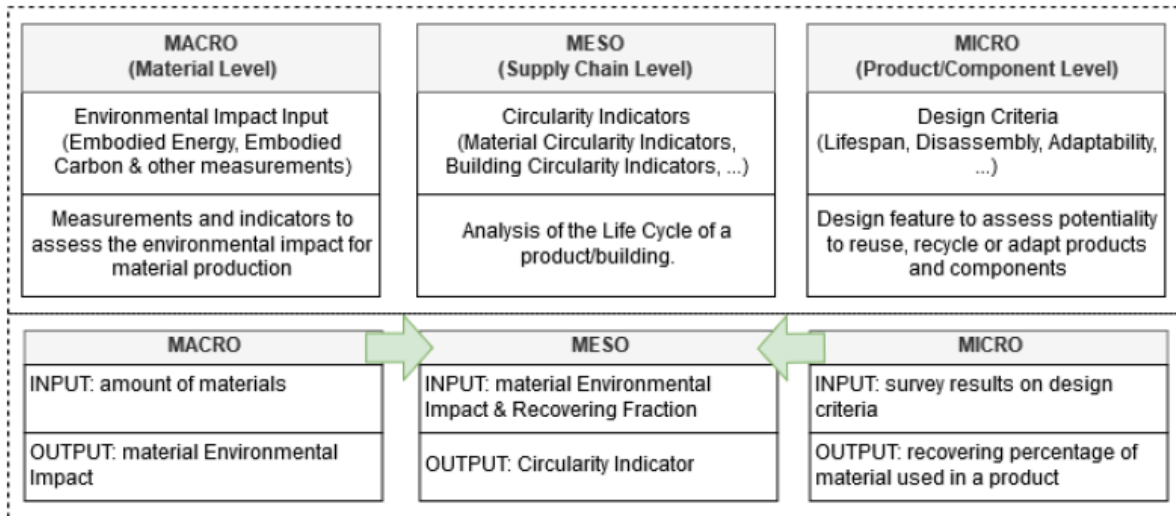 MACRO
(Material Level)
Environmental Impact Input
(Embodied Energy, Embodied
Carbon & other measurements)
Measurements and indicators to
assess the environmental impact for
material production
MESO
(Supply Chain Level)
Circularity Indicators
(Material Circularity Indicators,
Building Circularity Indicators, ...)
Analysis of the Life Cycle of a
product/building.
MICRO
(Product/Component Level)
Design Criteria
(Lifespan, Disassembly, Adaptability,
...)
Design feature to assess potentiality
to reuse, recycle or adapt products
and components
MACRO
INPUT: amount of materials
OUTPUT: material Environmental
Impact
MESO
INPUT: material Environmental
Impact & Recovering Fraction
OUTPUT: Circularity Indicator
MICRO
INPUT: survey results on design
criteria
OUTPUT: recovering percentage of
material used in a product